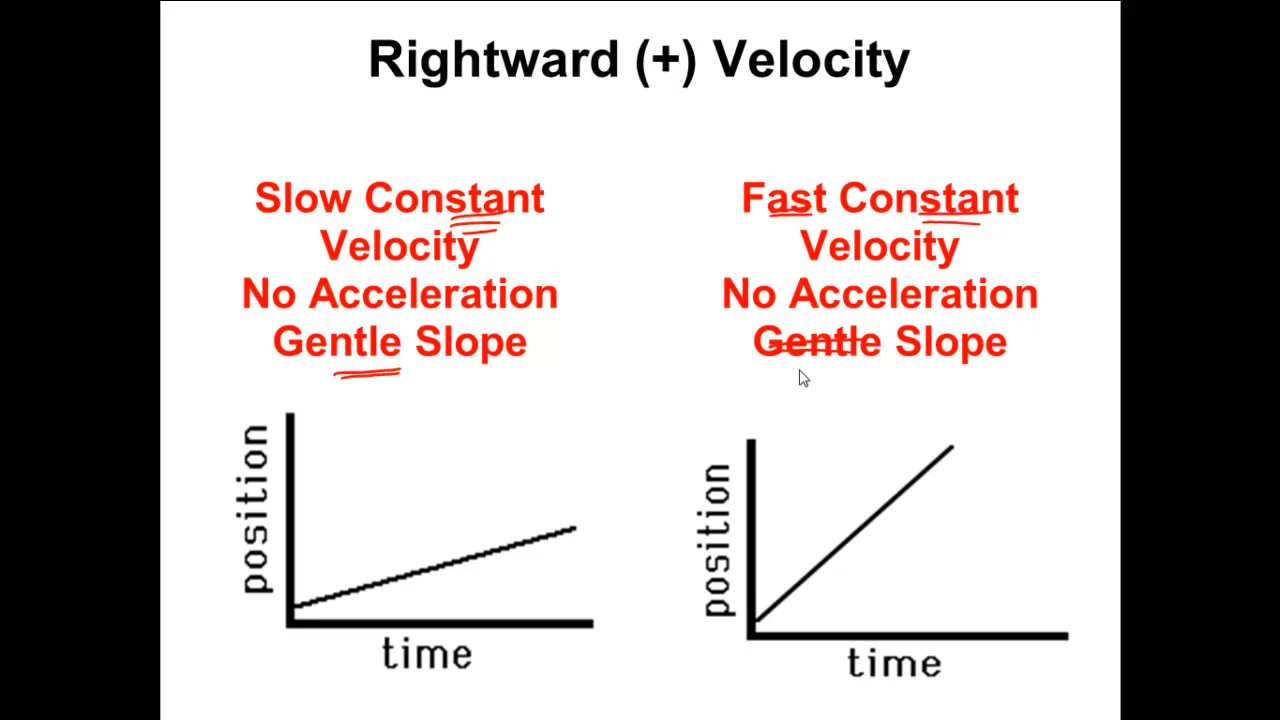 Rightward (+) Velocity
Slow Constant
Velocity
No Acceleration
Gentle Slope
Fast Constant
Velocity
No Acceleration
Gentle Slope
position
time
position
time